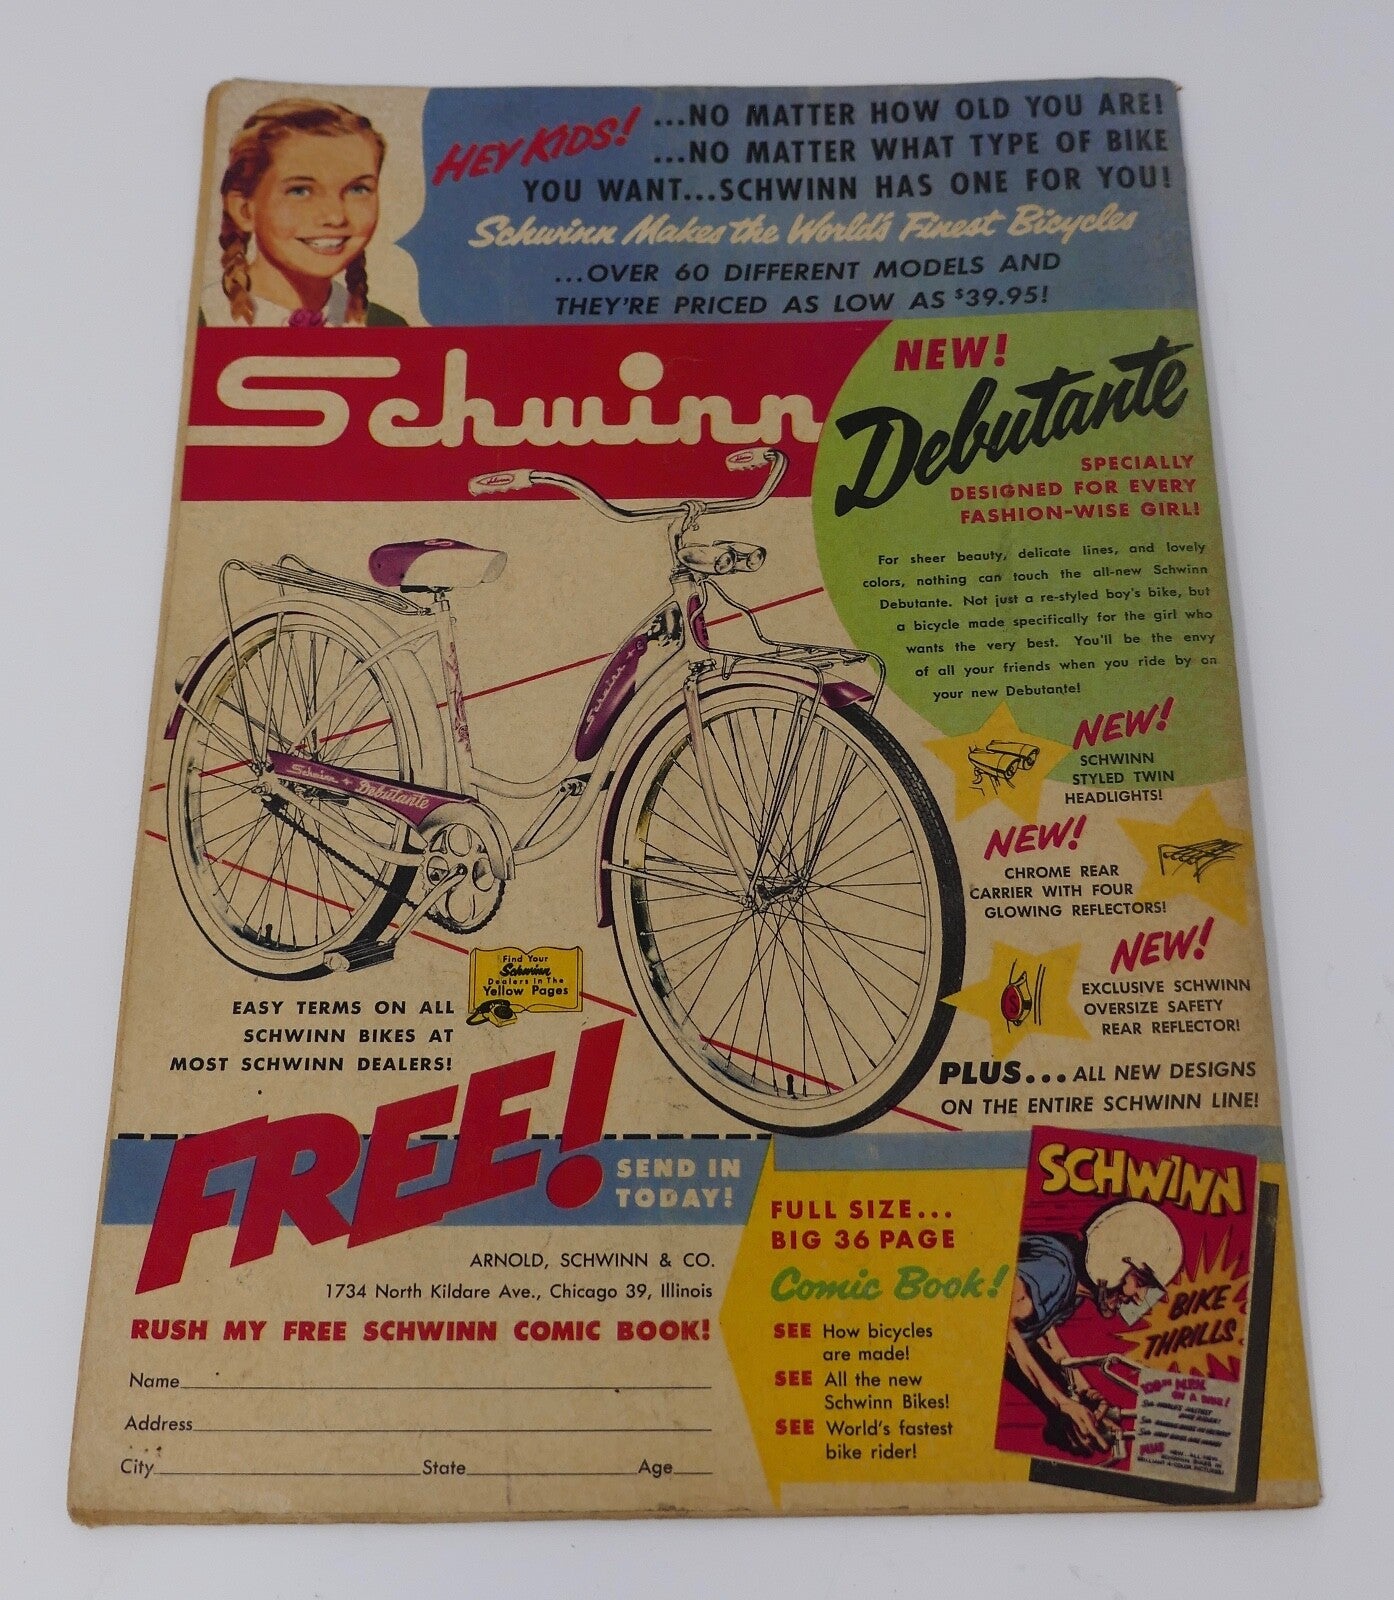 HEY KIDS!
...NO MATTER HOW OLD YOU ARE!
...NO MATTER WHAT TYPE OF BIKE
YOU WANT...SCHWINN HAS ONE FOR YOU!
Schwinn Makes the World's Finest Bicycles
...OVER 60 DIFFERENT MODELS AND
THEY'RE PRICED AS LOW AS $39.95!
Schwinn
NEW!
Debutante
SPECIALLY
DESIGNED FOR EVERY
FASHION-WISE GIRL!
For sheer beauty, delicate lines, and lovely
colors, nothing can touch the all-new Schwinn
Debutante. Not just a re-styled boy's bike, but
a bicycle made specifically for the girl who
wants the very best. You'll be the envy
of all your friends when you ride by on
your new Debutante!
Schwinn
Schwinn
Schwinn
Schwinn Debutante
NEW!
SCHWINN
STYLED TWIN
HEADLIGHTS!
NEW!
CHROME REAR
CARRIER WITH FOUR
GLOWING REFLECTORS!
NEW!
EXCLUSIVE SCHWINN
OVERSIZE SAFETY
REAR REFLECTOR!
S
PLUS... ALL NEW DESIGNS
ON THE ENTIRE SCHWINN LINE!
Find Your
Schwinn
Dealers in The
Yellow Pages
EASY TERMS ON ALL
SCHWINN BIKES AT
MOST SCHWINN DEALERS!
FREE!
SEND IN
TODAY!
ARNOLD, SCHWINN & CO.
1734 North Kildare Ave., Chicago 39, Illinois
RUSH MY FREE SCHWINN COMIC BOOK!
Name
Address
City State Age
FULL SIZE...
BIG 36 PAGE
Comic Book!
SEE How bicycles
are made!
SEE All the new
Schwinn Bikes!
SEE World's fastest
bike rider!
SCHWINN
BIKE
THRILLS
ON A BIKE!
PLUS